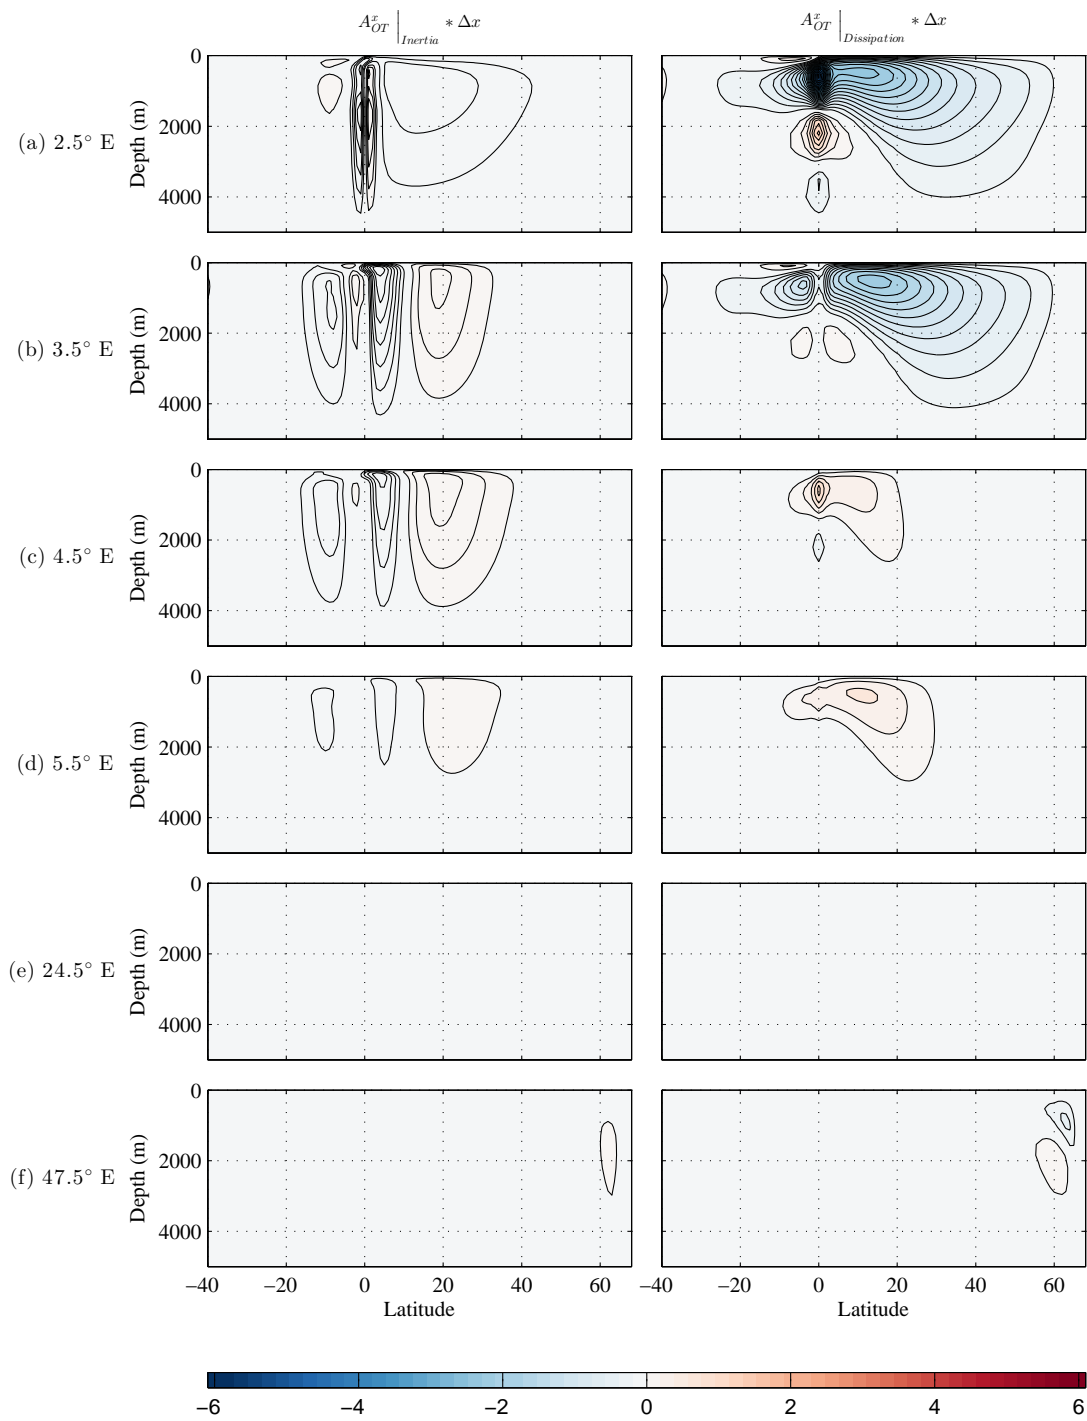 A^x_OT |_Inertia * Δx
A^x_OT |_Dissipation * Δx
(a) 2.5° E
Depth (m)
0
2000
4000
(b) 3.5° E
Depth (m)
0
2000
4000
(c) 4.5° E
Depth (m)
0
2000
4000
(d) 5.5° E
Depth (m)
0
2000
4000
(e) 24.5° E
Depth (m)
0
2000
4000
(f) 47.5° E
Depth (m)
0
2000
4000
−40 −20 0 20 40 60
−40 −20 0 20 40 60
Latitude
Latitude
−6 −4 −2 0 2 4 6